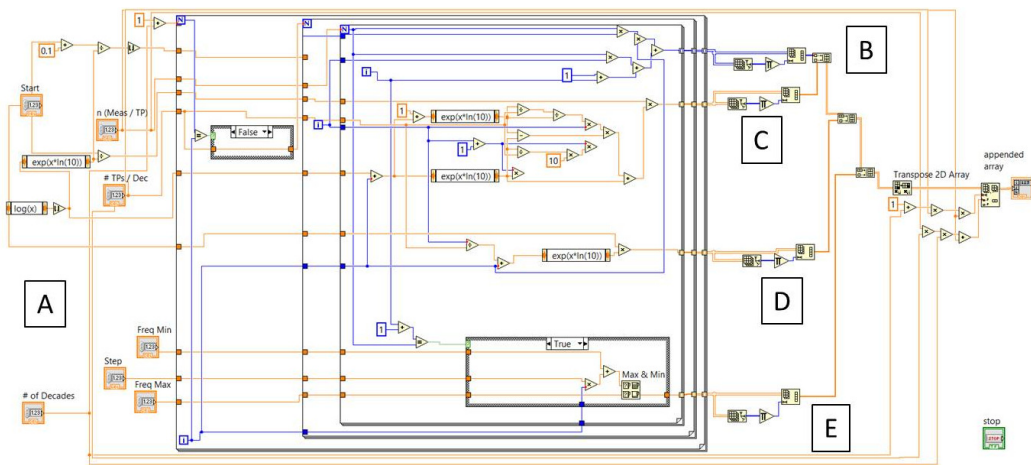 1
N
N
N
0.1
B
Start
i
1
n (Meas / TP)
False
1
exp(x*ln(10))
C
i
exp(x*ln(10))
1
10
appended
array
# TPs / Dec
exp(x*ln(10))
Transpose 2D Array
log(x)
1
exp(x*ln(10))
A
D
1
Freq Min
True
Step
Max & Min
Freq Max
# of Decades
E
stop
STOP
i